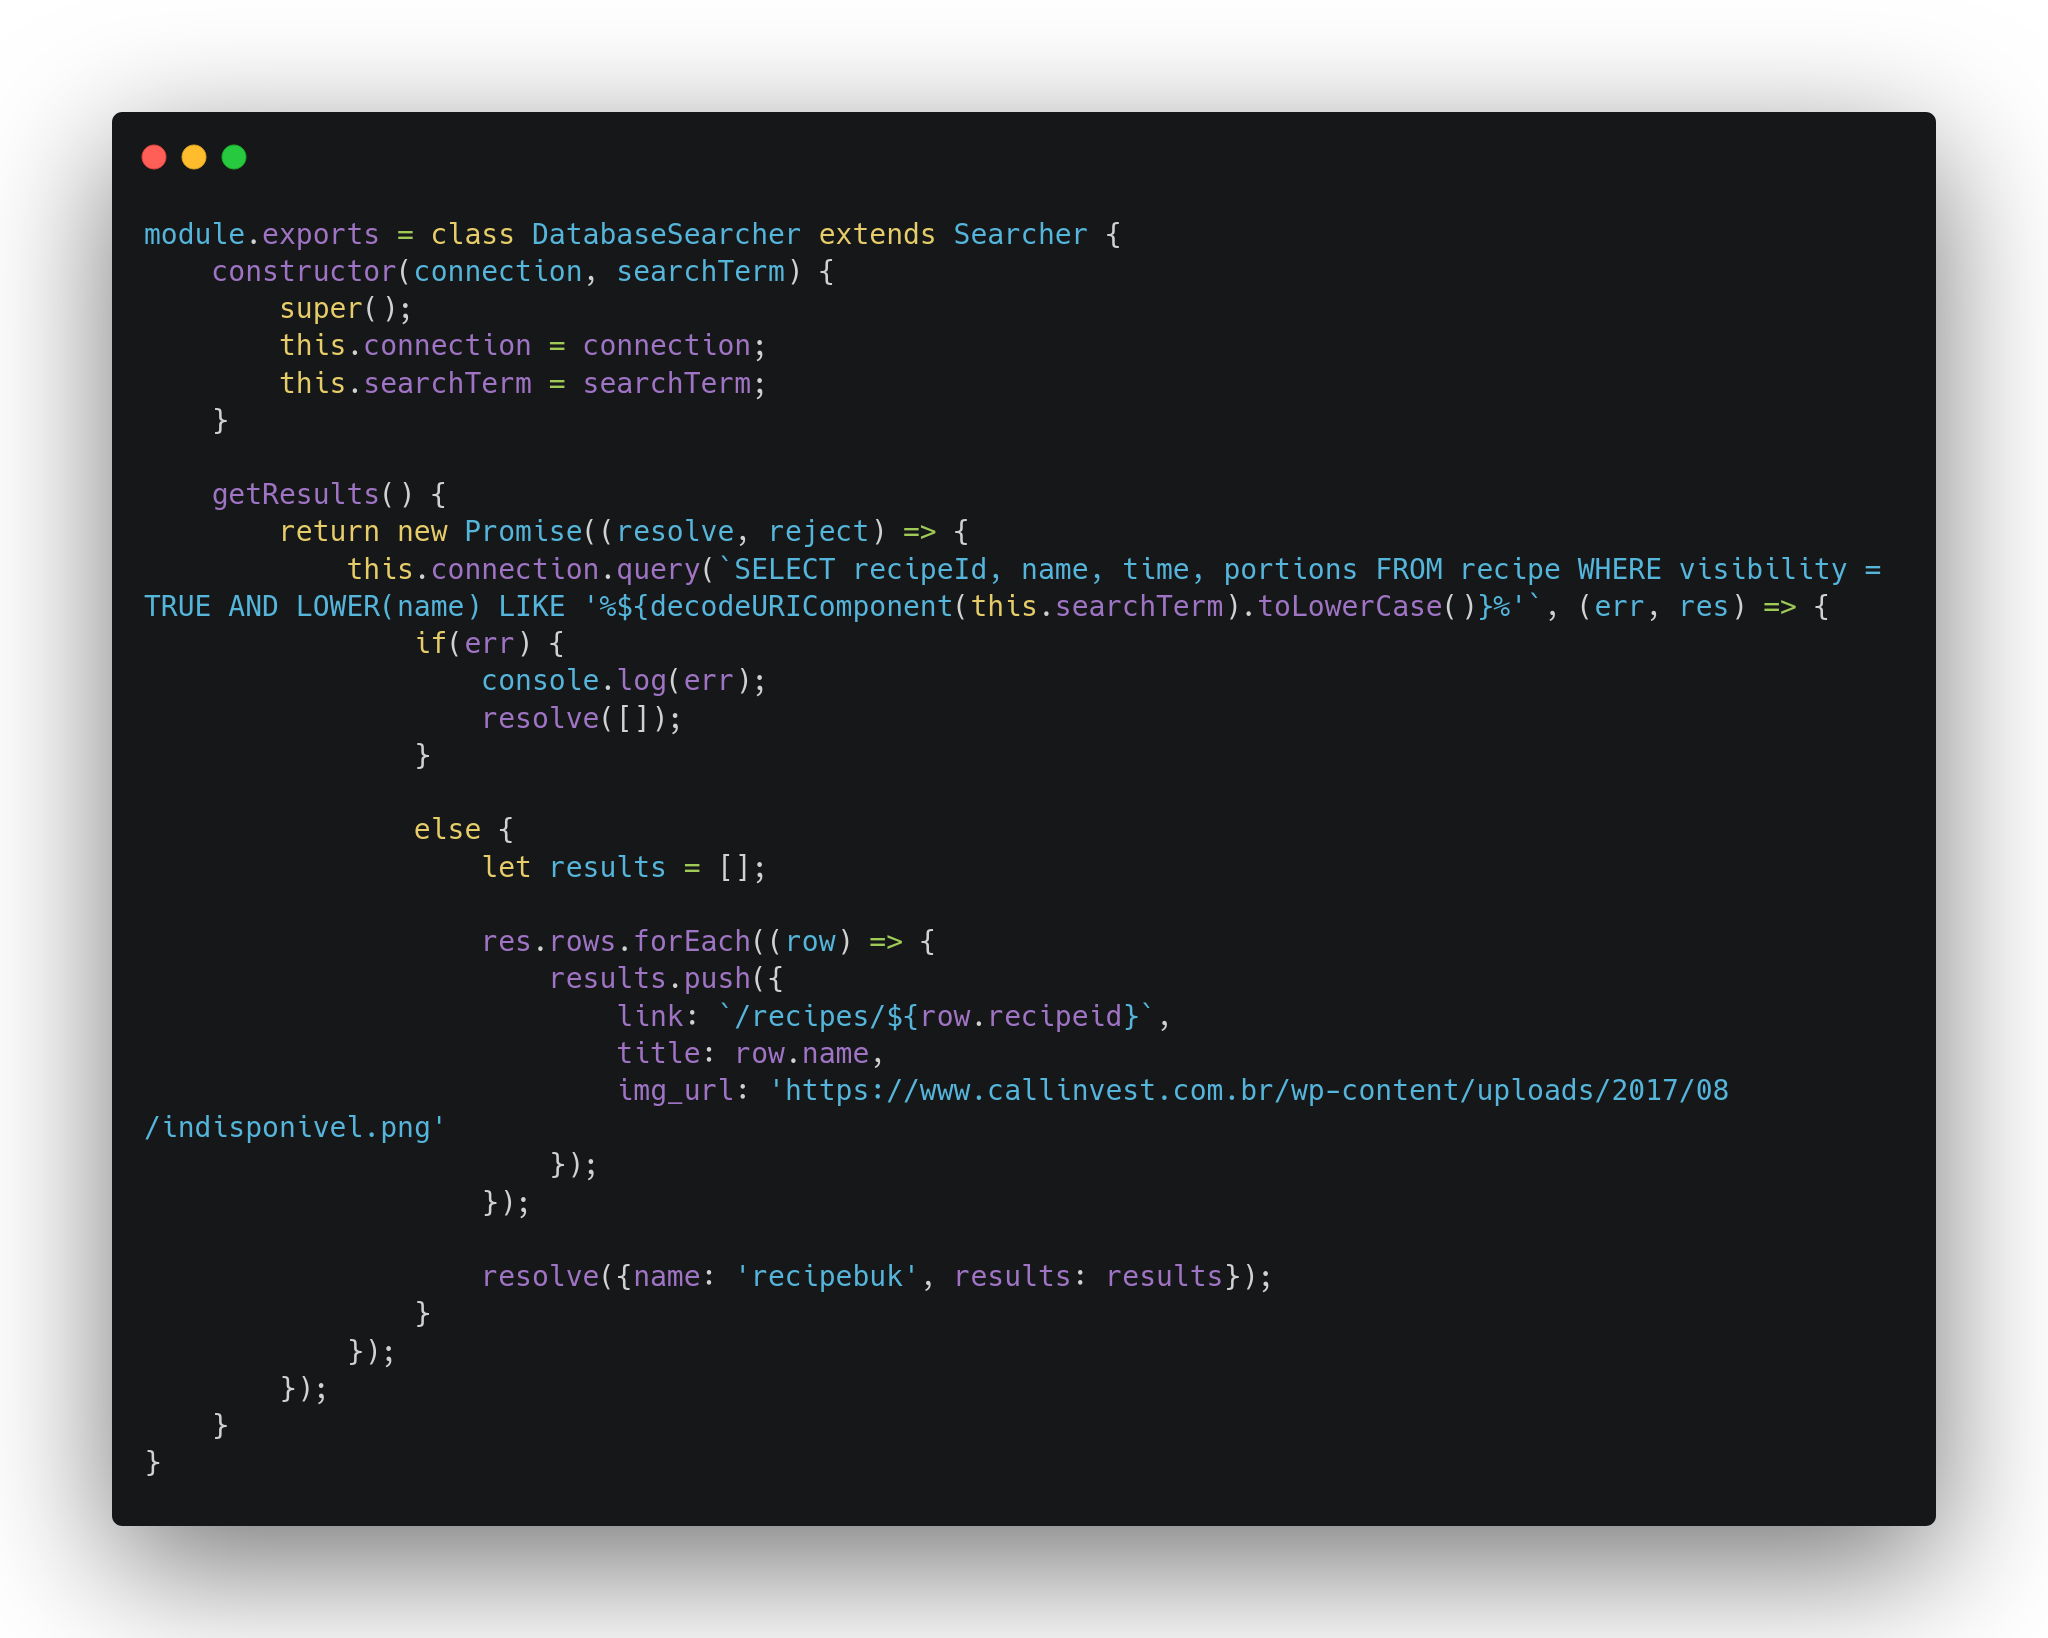 module.exports = class DatabaseSearcher extends Searcher {
    constructor(connection, searchTerm) {
        super();
        this.connection = connection;
        this.searchTerm = searchTerm;
    }

    getResults() {
        return new Promise((resolve, reject) => {
            this.connection.query(`SELECT recipeId, name, time, portions FROM recipe WHERE visibility =
TRUE AND LOWER(name) LIKE '%${decodeURIComponent(this.searchTerm).toLowerCase()}%'`, (err, res) => {
                if(err) {
                    console.log(err);
                    resolve([]);
                }

                else {
                    let results = [];

                    res.rows.forEach((row) => {
                        results.push({
                            link: `/recipes/${row.recipeid}`,
                            title: row.name,
                            img_url: 'https://www.callinvest.com.br/wp-content/uploads/2017/08
/indisponivel.png'
                        });
                    });

                    resolve({name: 'recipebuk', results: results});
                }
            });
        });
    }
}